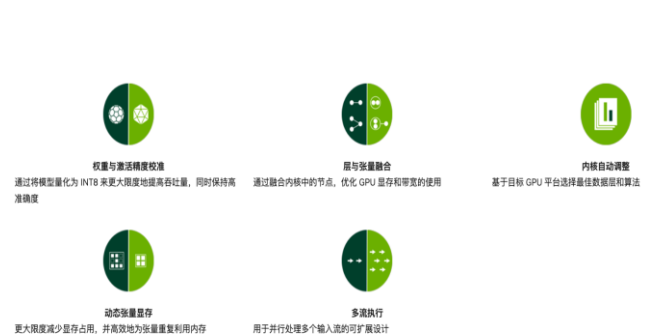 权重与激活精度校准
通过将模型量化为 INT8 来更大限度地提高吞吐量，同时保持高
准确度
层与张量融合
通过融合内核中的节点，优化 GPU 显存和带宽的使用
内核自动调整
基于目标 GPU 平台选择最佳数据层和算法
动态张量显存
更大限度减少显存占用，并高效地为张量重复利用内存
多流执行
用于并行处理多个输入流的可扩展设计